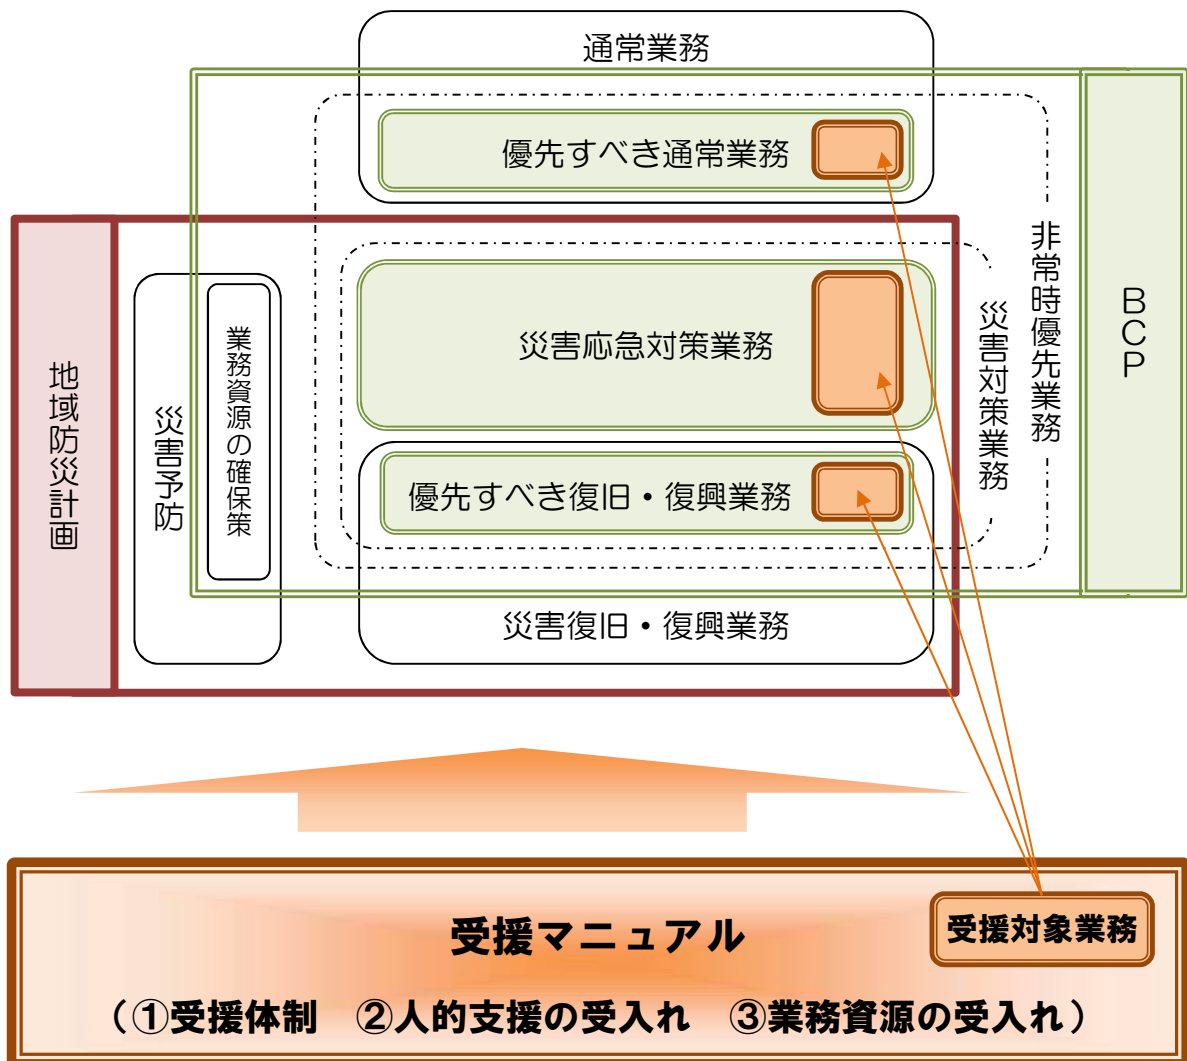 通常業務
優先すべき通常業務
非常時優先業務
BCP
地域防災計画
災害予防
業務資源の確保策
災害応急対策業務
災害対策業務
優先すべき復旧・復興業務
災害復旧・復興業務
受援マニュアル
受援対象業務
(①受援体制 ②人的支援の受入れ ③業務資源の受入れ)